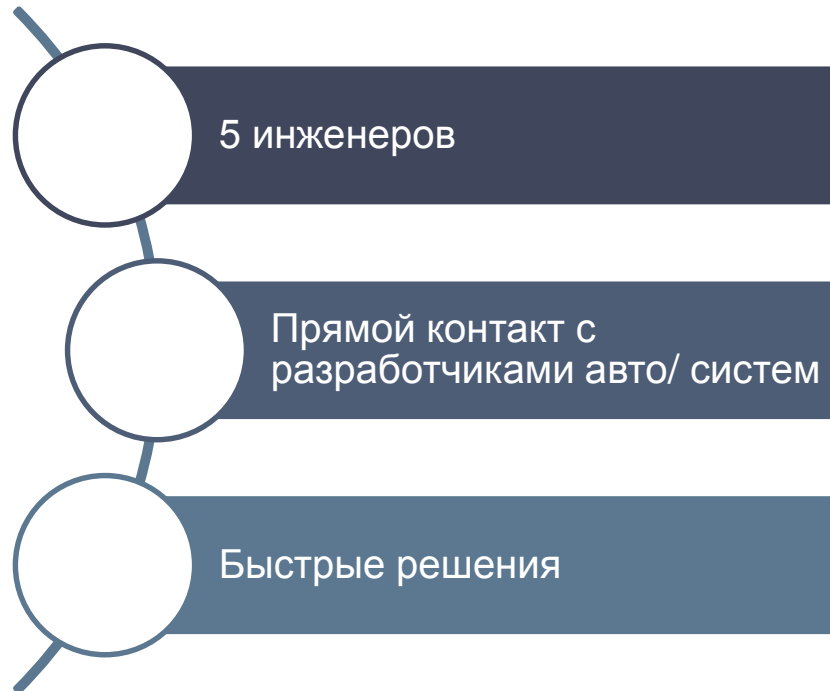 5 инженеров
Прямой контакт с
разработчиками авто/ систем
Быстрые решения